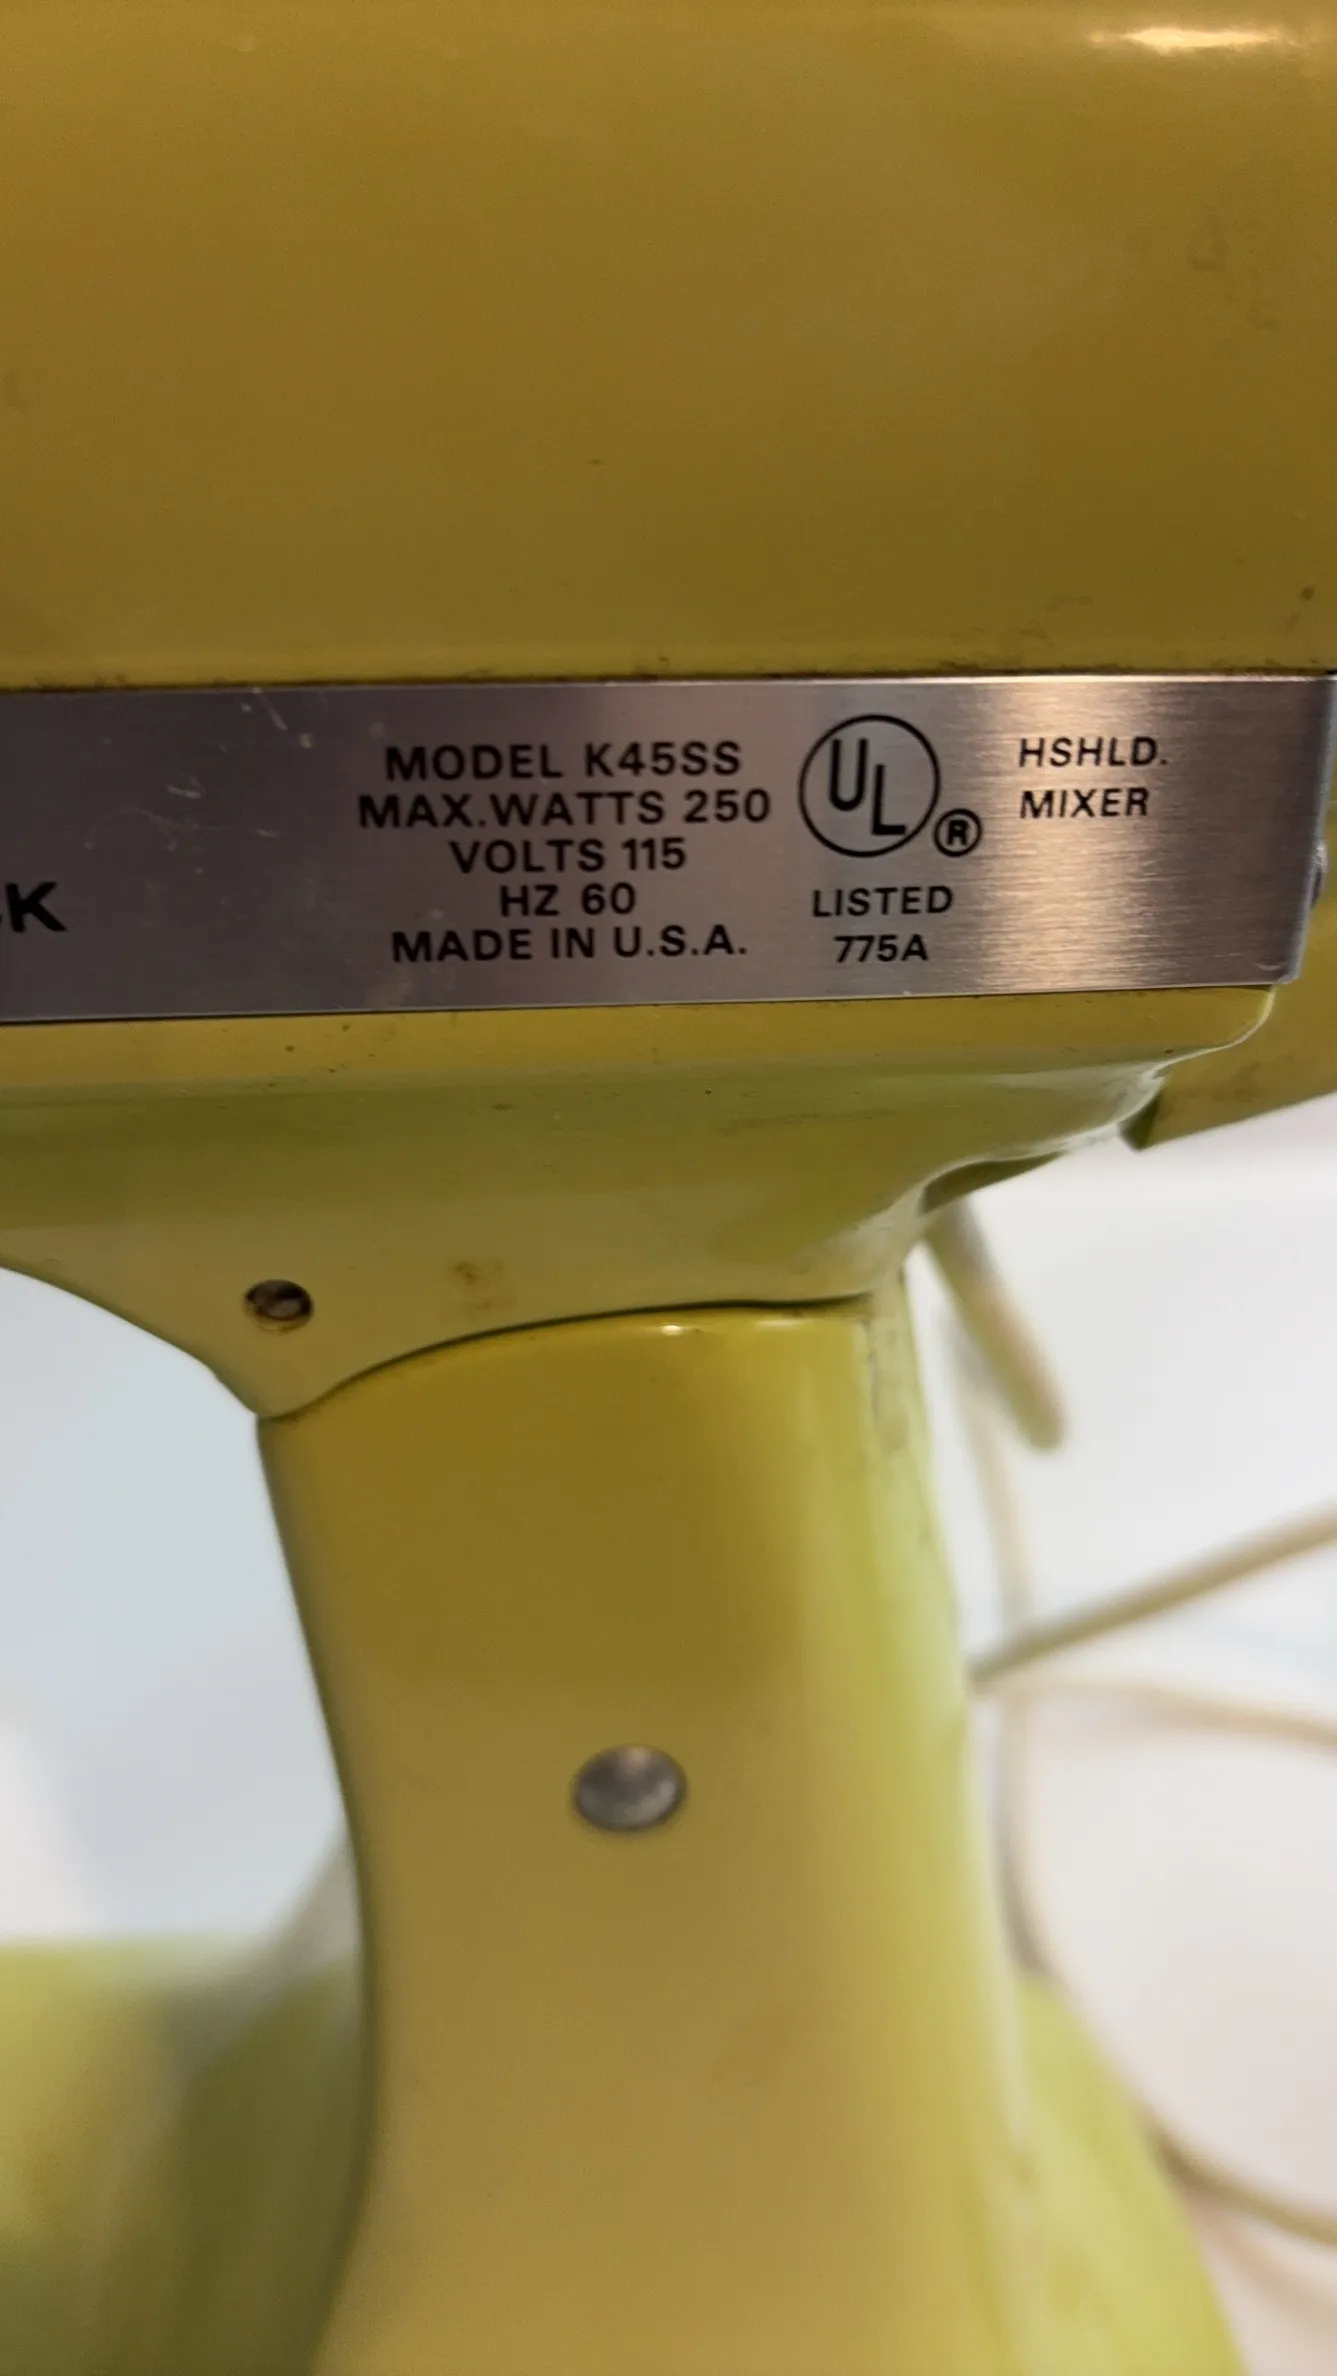 MODEL K45SS
MAX.WATTS 250
VOLTS 115
HZ 60
MADE IN U.S.A.
UL®
LISTED
775A
HSHLD.
MIXER
K